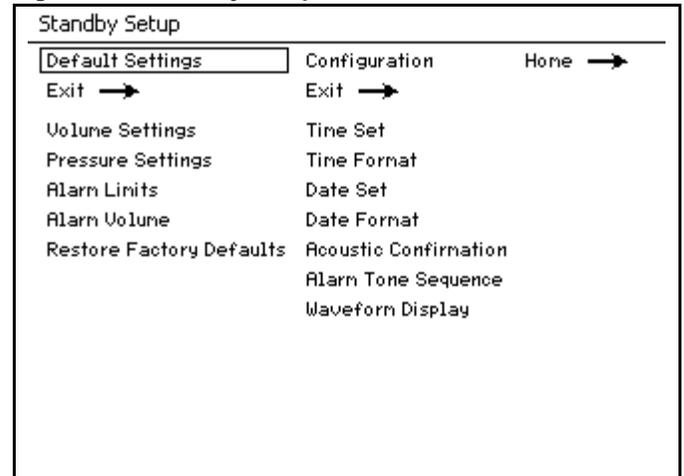 Standby Setup
Default Settings Configuration Home
Exit Exit
Volume Settings Time Set
Pressure Settings Time Format
Alarm Limits Date Set
Alarm Volume Date Format
Restore Factory Defaults Acoustic Confirmation
Alarm Tone Sequence
Waveform Display